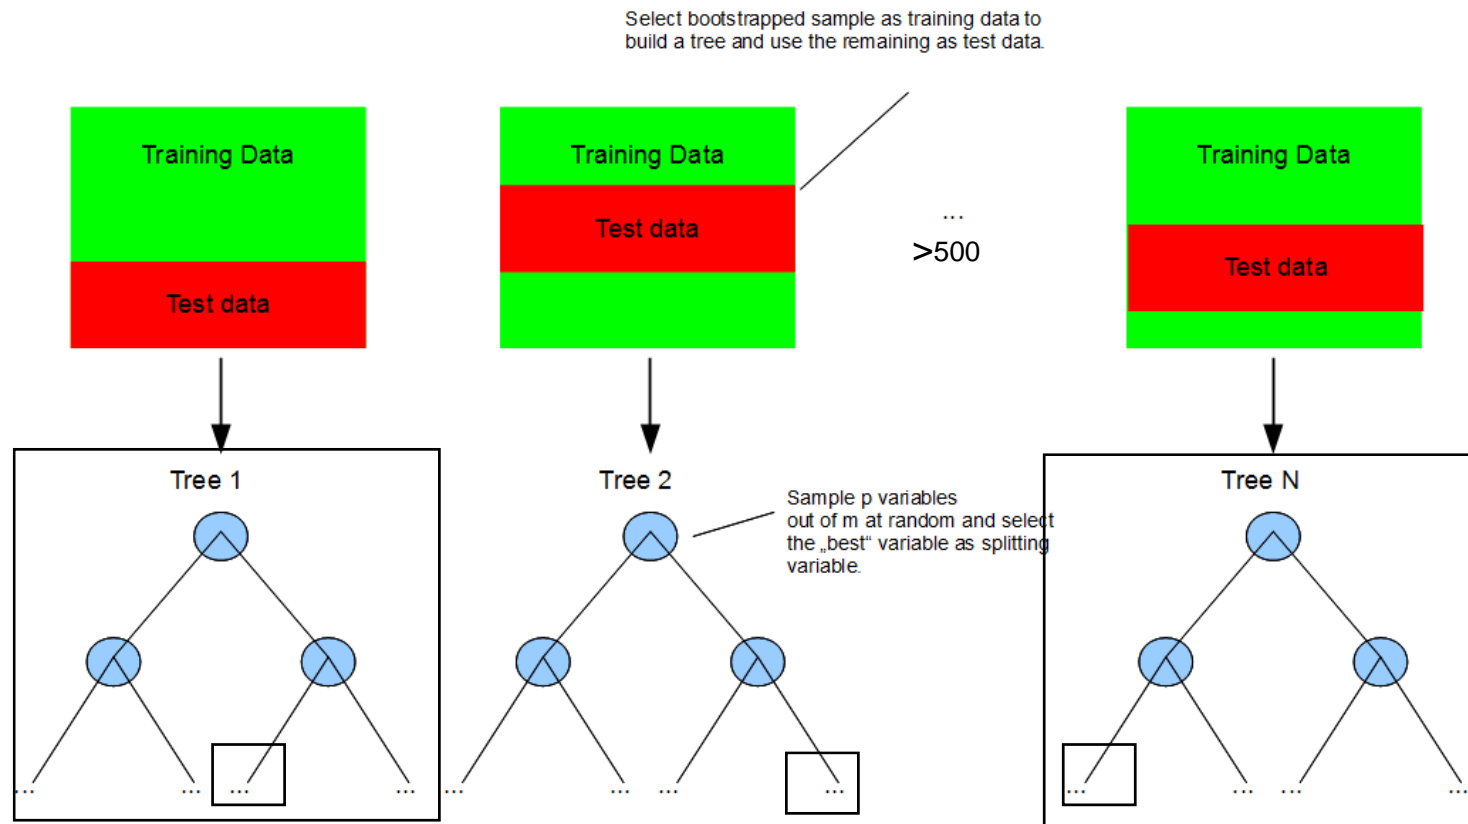 Select bootstrapped sample as training data to
build a tree and use the remaining as test data.
Training Data
Test data
Training Data
Test data
...
>500
Training Data
Test data
Tree 1
Tree 2
Tree N
Sample p variables
out of m at random and select
the „best“ variable as splitting
variable.
... ... ... ... ... ... ... ... ... ... ... ...